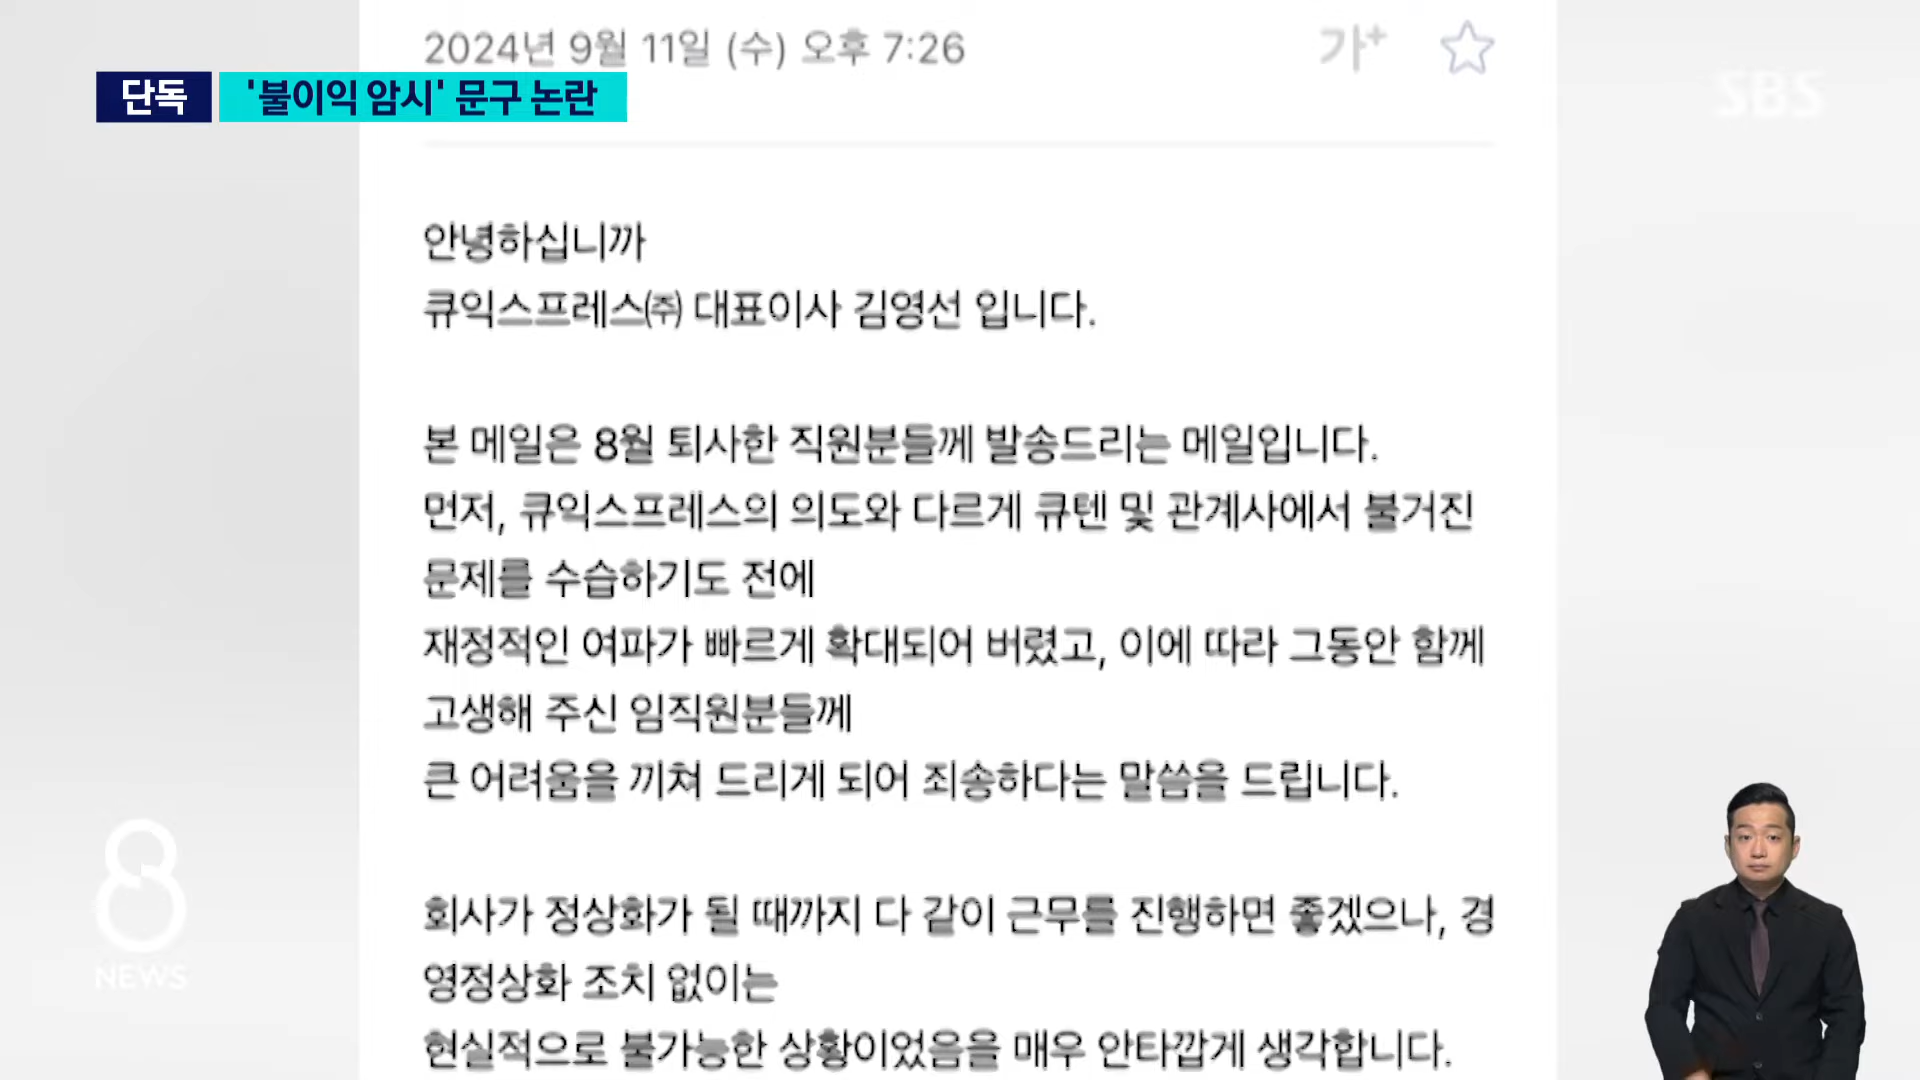 2024년 9월 11일 (수) 오후 7:26
가+
단독
'불이익 암시' 문구 논란
SBS
안녕하십니까
큐익스프레스㈜ 대표이사 김영선 입니다.
본 메일은 8월 퇴사한 직원분들께 발송드리는 메일입니다.
먼저, 큐익스프레스의 의도와 다르게 큐텐 및 관계사에서 불거진
문제를 수습하기도 전에
재정적인 여파가 빠르게 확대되어 버렸고, 이에 따라 그동안 함께
고생해 주신 임직원분들께
큰 어려움을 끼쳐 드리게 되어 죄송하다는 말씀을 드립니다.
회사가 정상화가 될 때까지 다 같이 근무를 진행하면 좋겠으나, 경
영정상화 조치 없이는
현실적으로 불가능한 상황이었음을 매우 안타깝게 생각합니다.
8
NEWS